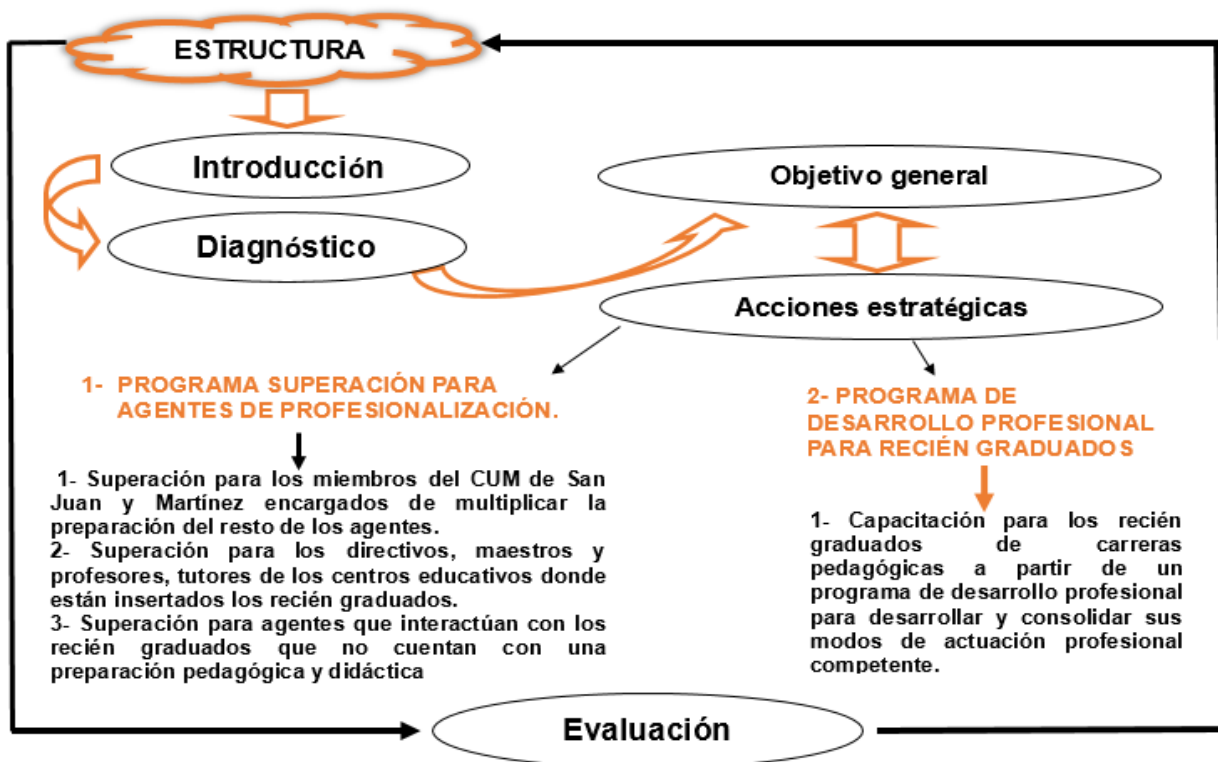 ESTRUCTURA
Introducción
Diagnóstico
Objetivo general
Acciones estratégicas
1- PROGRAMA SUPERACIÓN PARA
AGENTES DE PROFESIONALIZACIÓN.
1- Superación para los miembros del CUM de San
Juan y Martínez encargados de multiplicar la
preparación del resto de los agentes.
2- Superación para los directivos, maestros y
profesores, tutores de los centros educativos donde
están insertados los recién graduados.
3- Superación para agentes que interactúan con los
recién graduados que no cuentan con una
preparación pedagógica y didáctica
2- PROGRAMA DE
DESARROLLO PROFESIONAL
PARA RECIÉN GRADUADOS
1- Capacitación para los recién
graduados de carreras
pedagógicas a partir de un
programa de desarrollo profesional
para desarrollar y consolidar sus
modos de actuación profesional
competente.
Evaluación